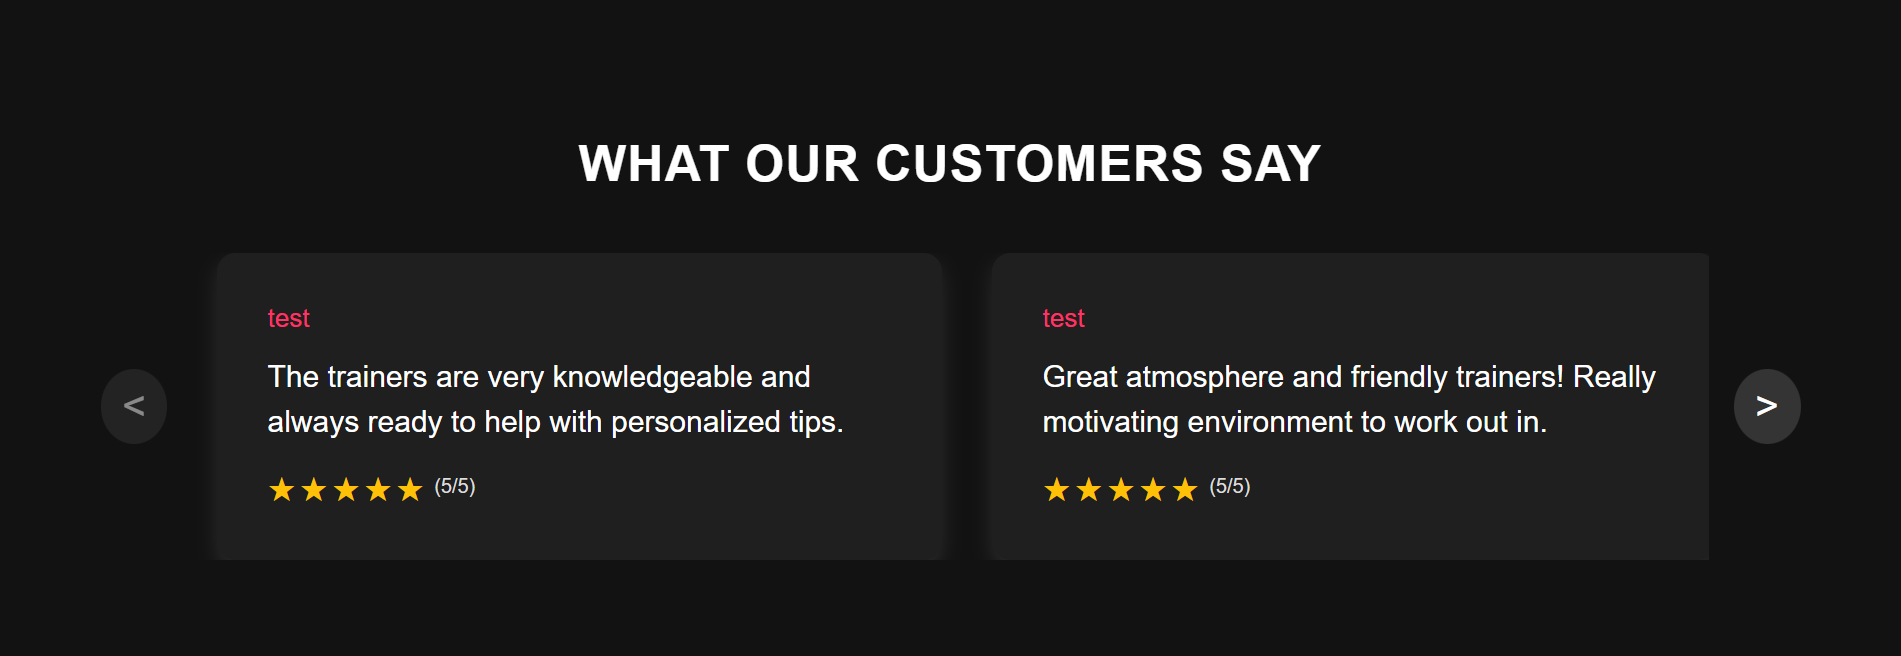 WHAT OUR CUSTOMERS SAY
test
The trainers are very knowledgeable and
always ready to help with personalized tips.
★★★★★ (5/5)
test
Great atmosphere and friendly trainers! Really
motivating environment to work out in.
★★★★★ (5/5)
<
>